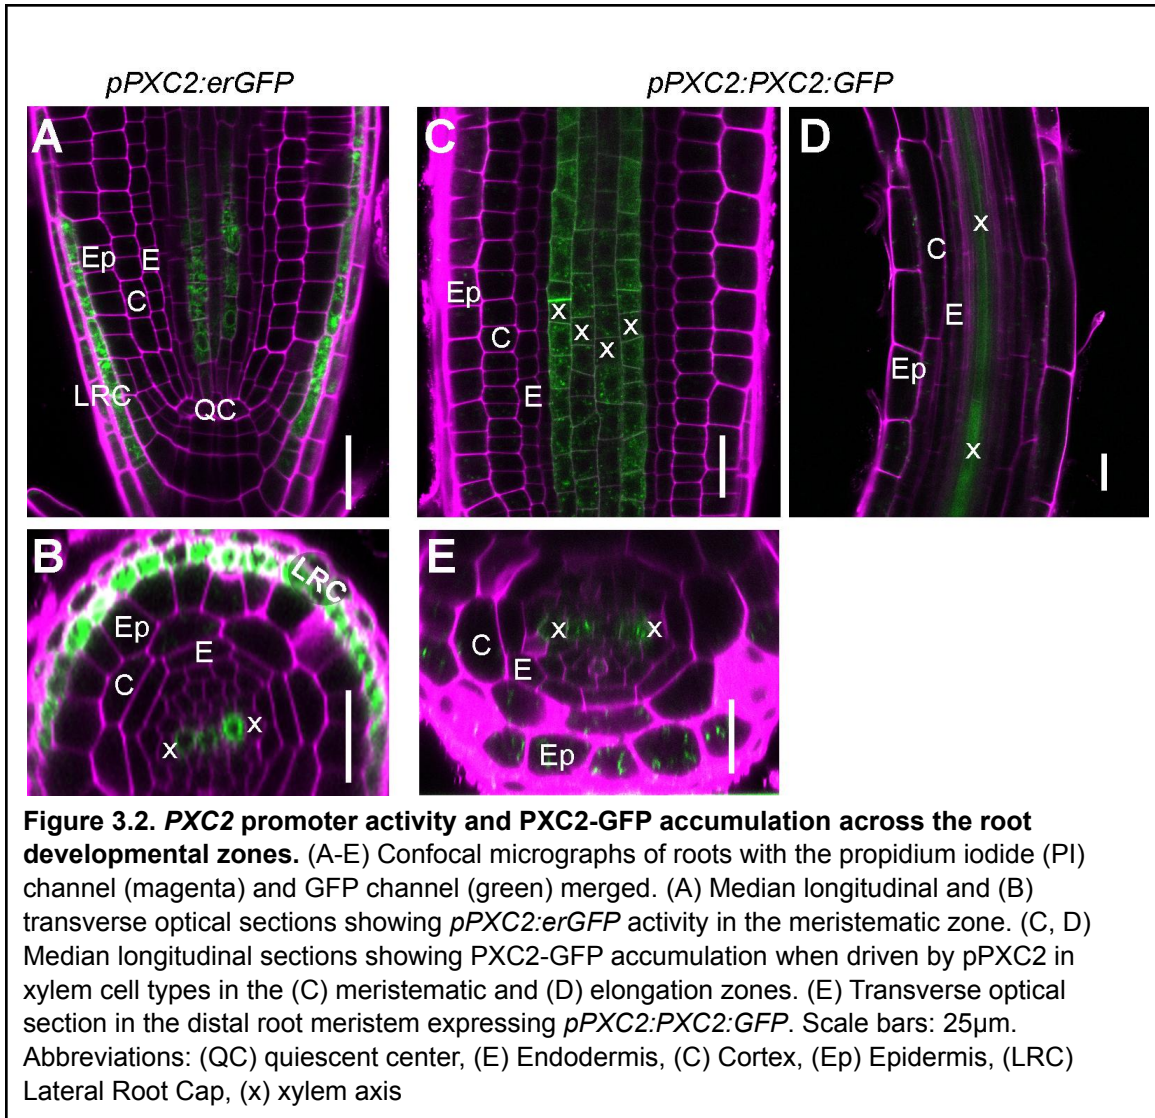 pPXC2:erGFP
pPXC2:PXC2:GFP
A
Ep
E
C
LRC
QC
C
Ep
C
E
x
x
x
x
D
x
C
E
Ep
x
B
LRC
Ep
E
C
x
x
E
x
x
C
E
Ep
Figure 3.2. PXC2 promoter activity and PXC2-GFP accumulation across the root
developmental zones. (A-E) Confocal micrographs of roots with the propidium iodide (PI)
channel (magenta) and GFP channel (green) merged. (A) Median longitudinal and (B)
transverse optical sections showing pPXC2:erGFP activity in the meristematic zone. (C, D)
Median longitudinal sections showing PXC2-GFP accumulation when driven by pPXC2 in
xylem cell types in the (C) meristematic and (D) elongation zones. (E) Transverse optical
section in the distal root meristem expressing pPXC2:PXC2:GFP. Scale bars: 25µm.
Abbreviations: (QC) quiescent center, (E) Endodermis, (C) Cortex, (Ep) Epidermis, (LRC)
Lateral Root Cap, (x) xylem axis